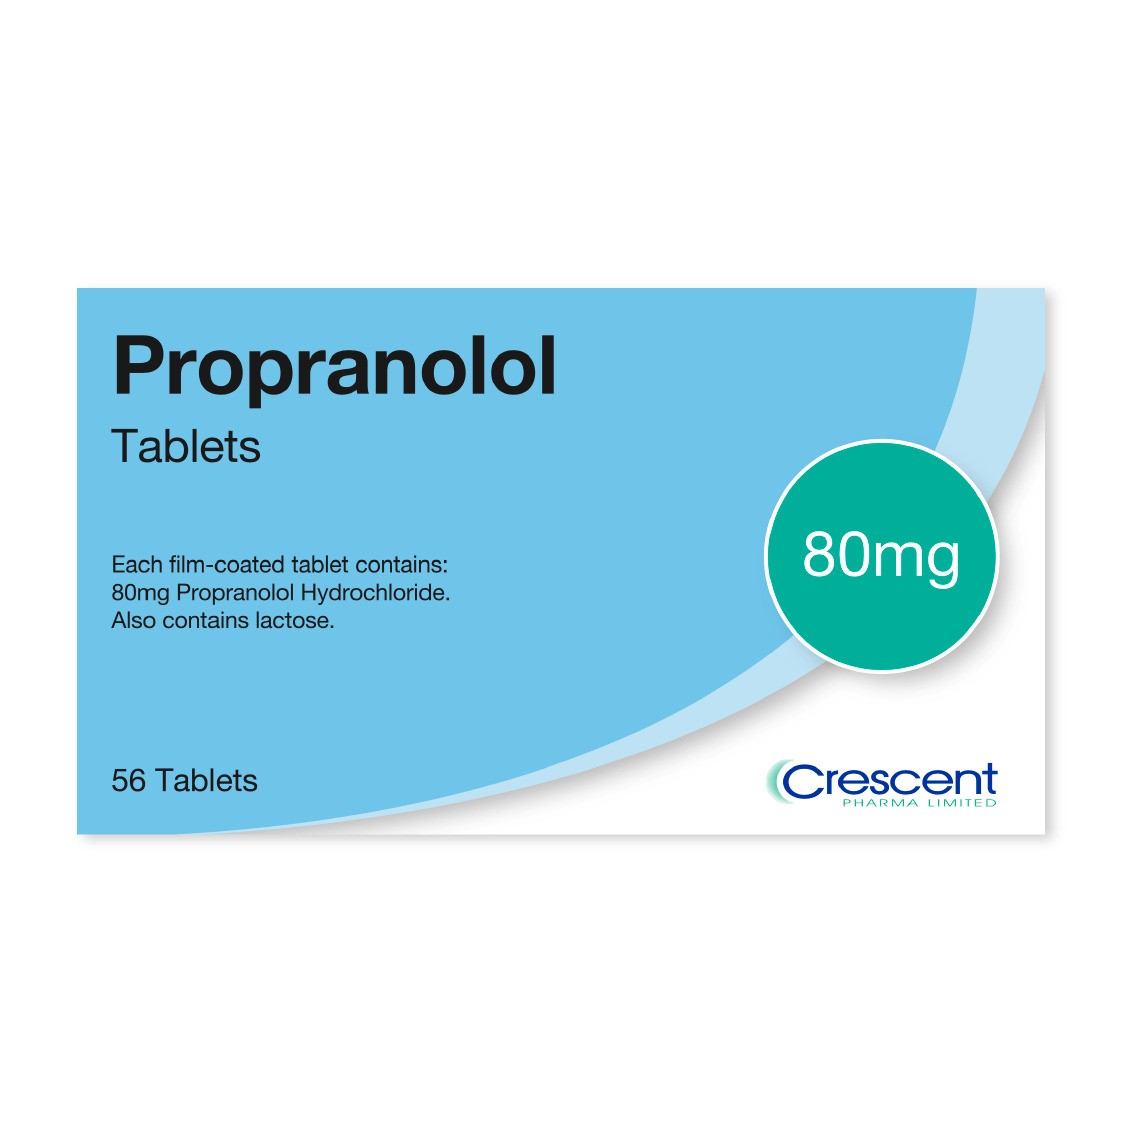 Propranolol
Tablets
Each film-coated tablet contains:
80mg Propranolol Hydrochloride.
Also contains lactose.
80mg
56 Tablets
Crescent
PHARMA LIMITED